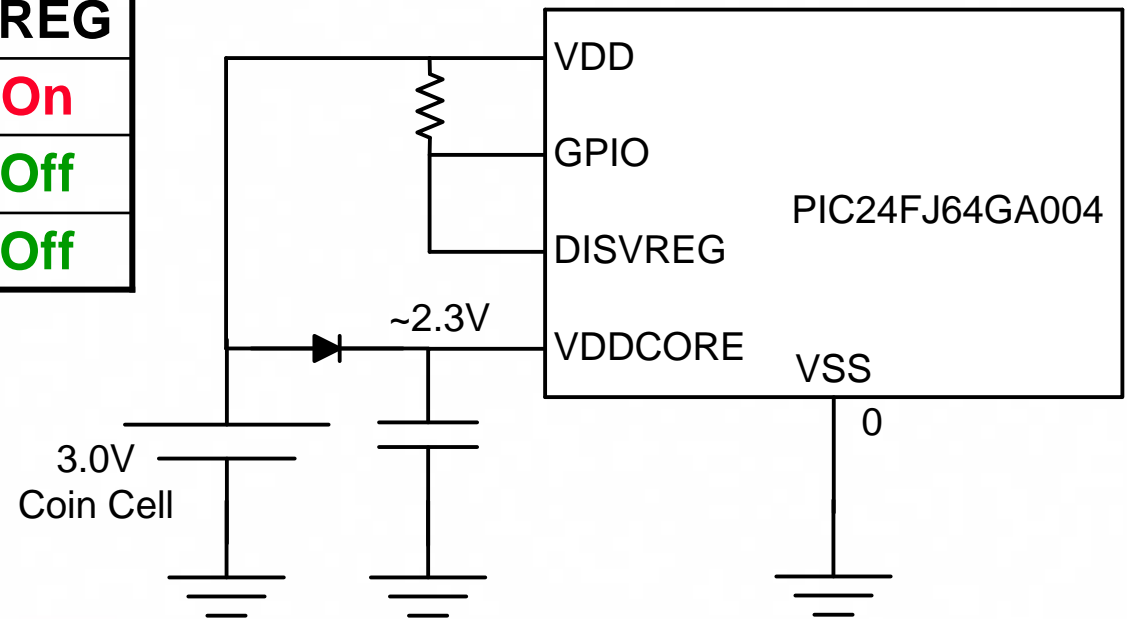 REG
On
Off
Off
VDD
GPIO
PIC24FJ64GA004
DISVREG
~2.3V
VDDCORE
VSS
0
3.0V
Coin Cell